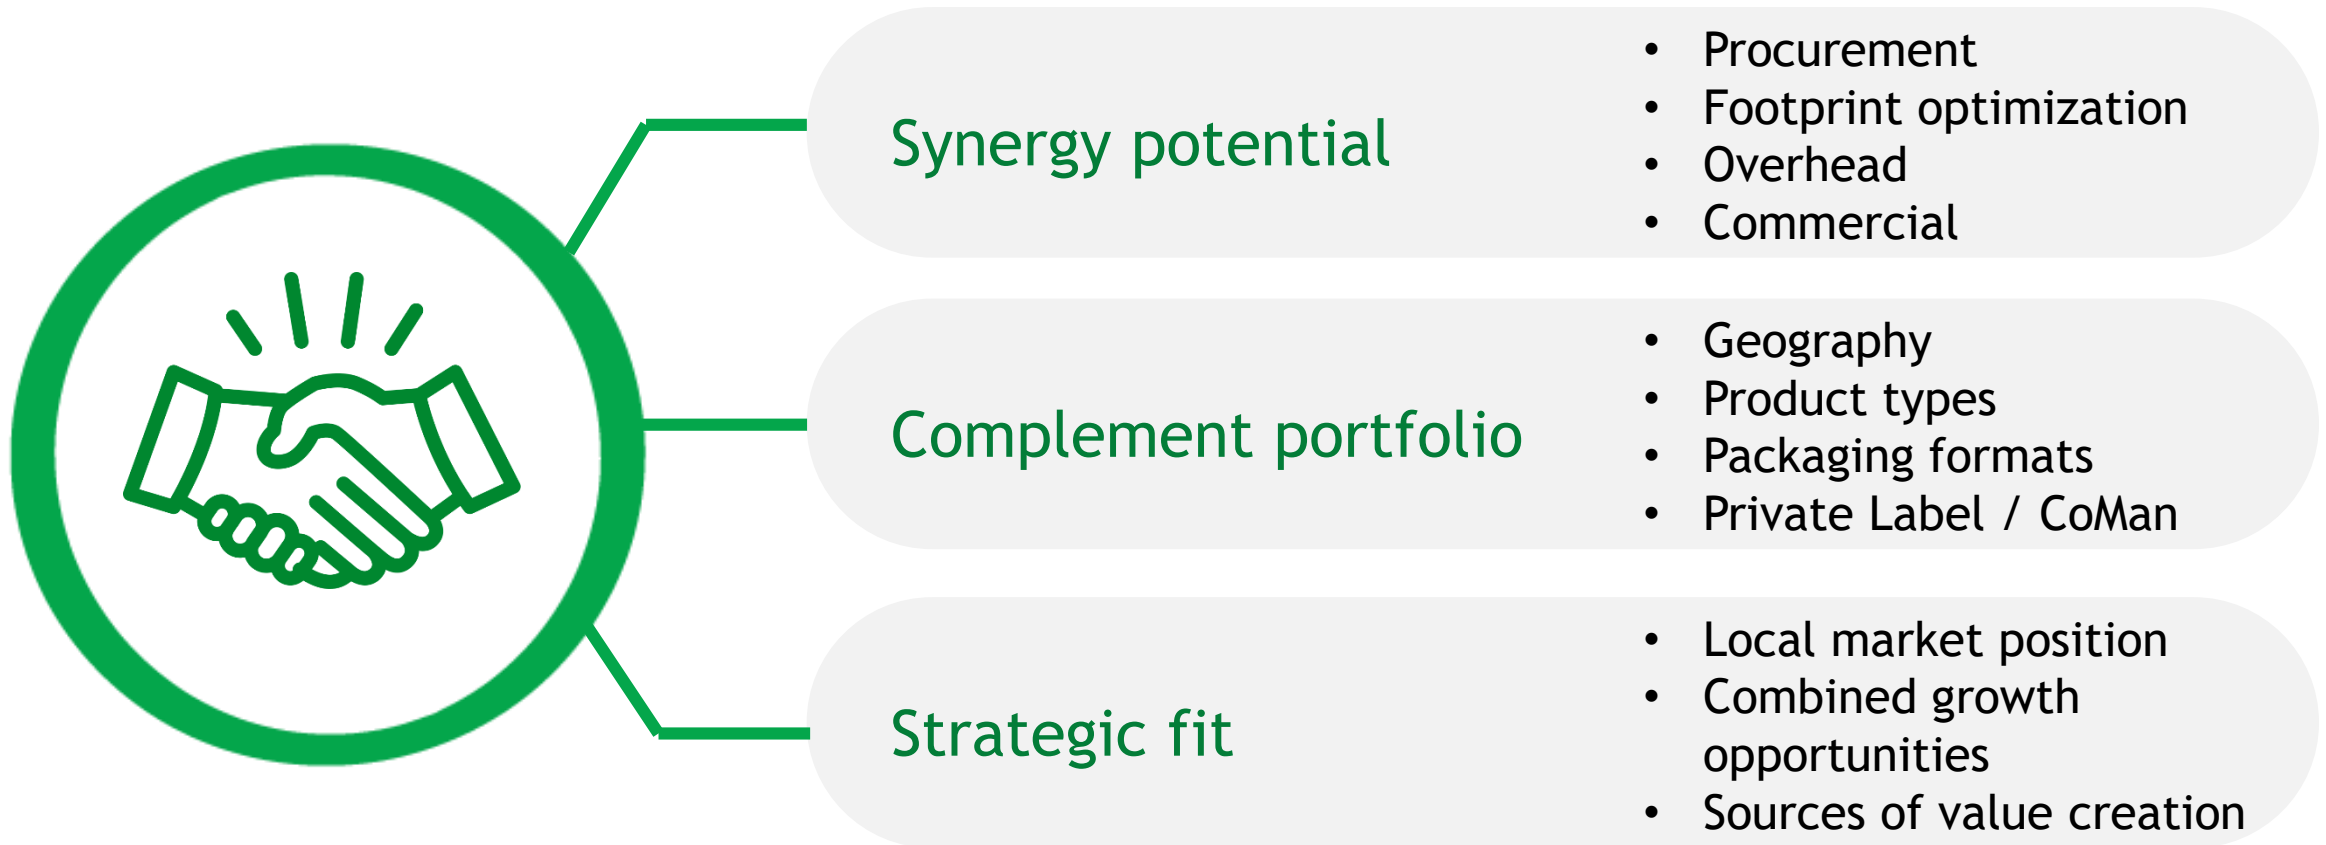 Synergy potential
• Procurement
• Footprint optimization
• Overhead
• Commercial
Complement portfolio
• Geography
• Product types
• Packaging formats
• Private Label / CoMan
Strategic fit
• Local market position
• Combined growth
opportunities
• Sources of value creation